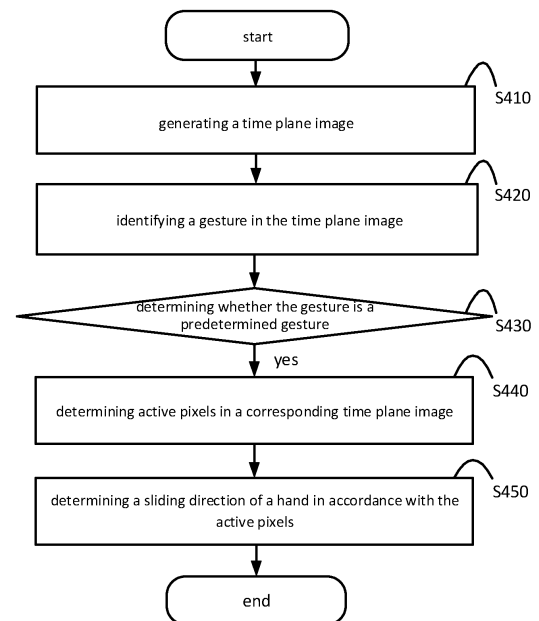 start
S410
generating a time plane image
S420
identifying a gesture in the time plane image
determining whether the gesture is a
predetermined gesture
S430
yes
S440
determining active pixels in a corresponding time plane image
S450
determining a sliding direction of a hand in accordance with the
active pixels
end